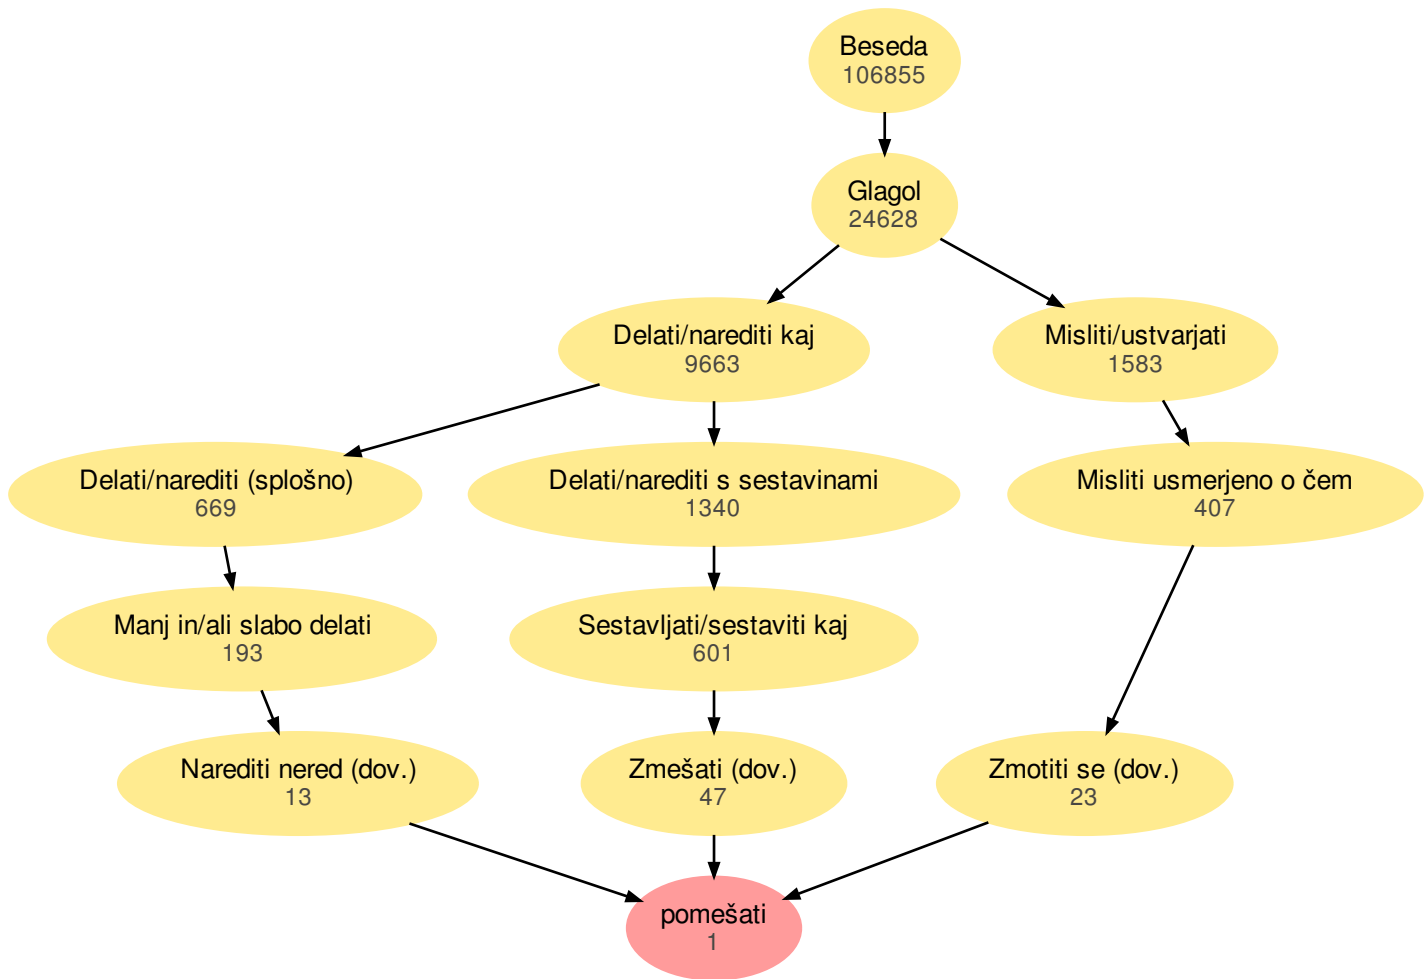 Beseda
106855
Glagol
24628
Delati/narediti kaj
9663
Misliti/ustvarjati
1583
Delati/narediti (splošno)
669
Delati/narediti s sestavinami
1340
Misliti usmerjeno o čem
407
Manj in/ali slabo delati
193
Sestavljati/sestaviti kaj
601
Narediti nered (dov.)
13
Zmešati (dov.)
47
Zmotiti se (dov.)
23
pomešati
1